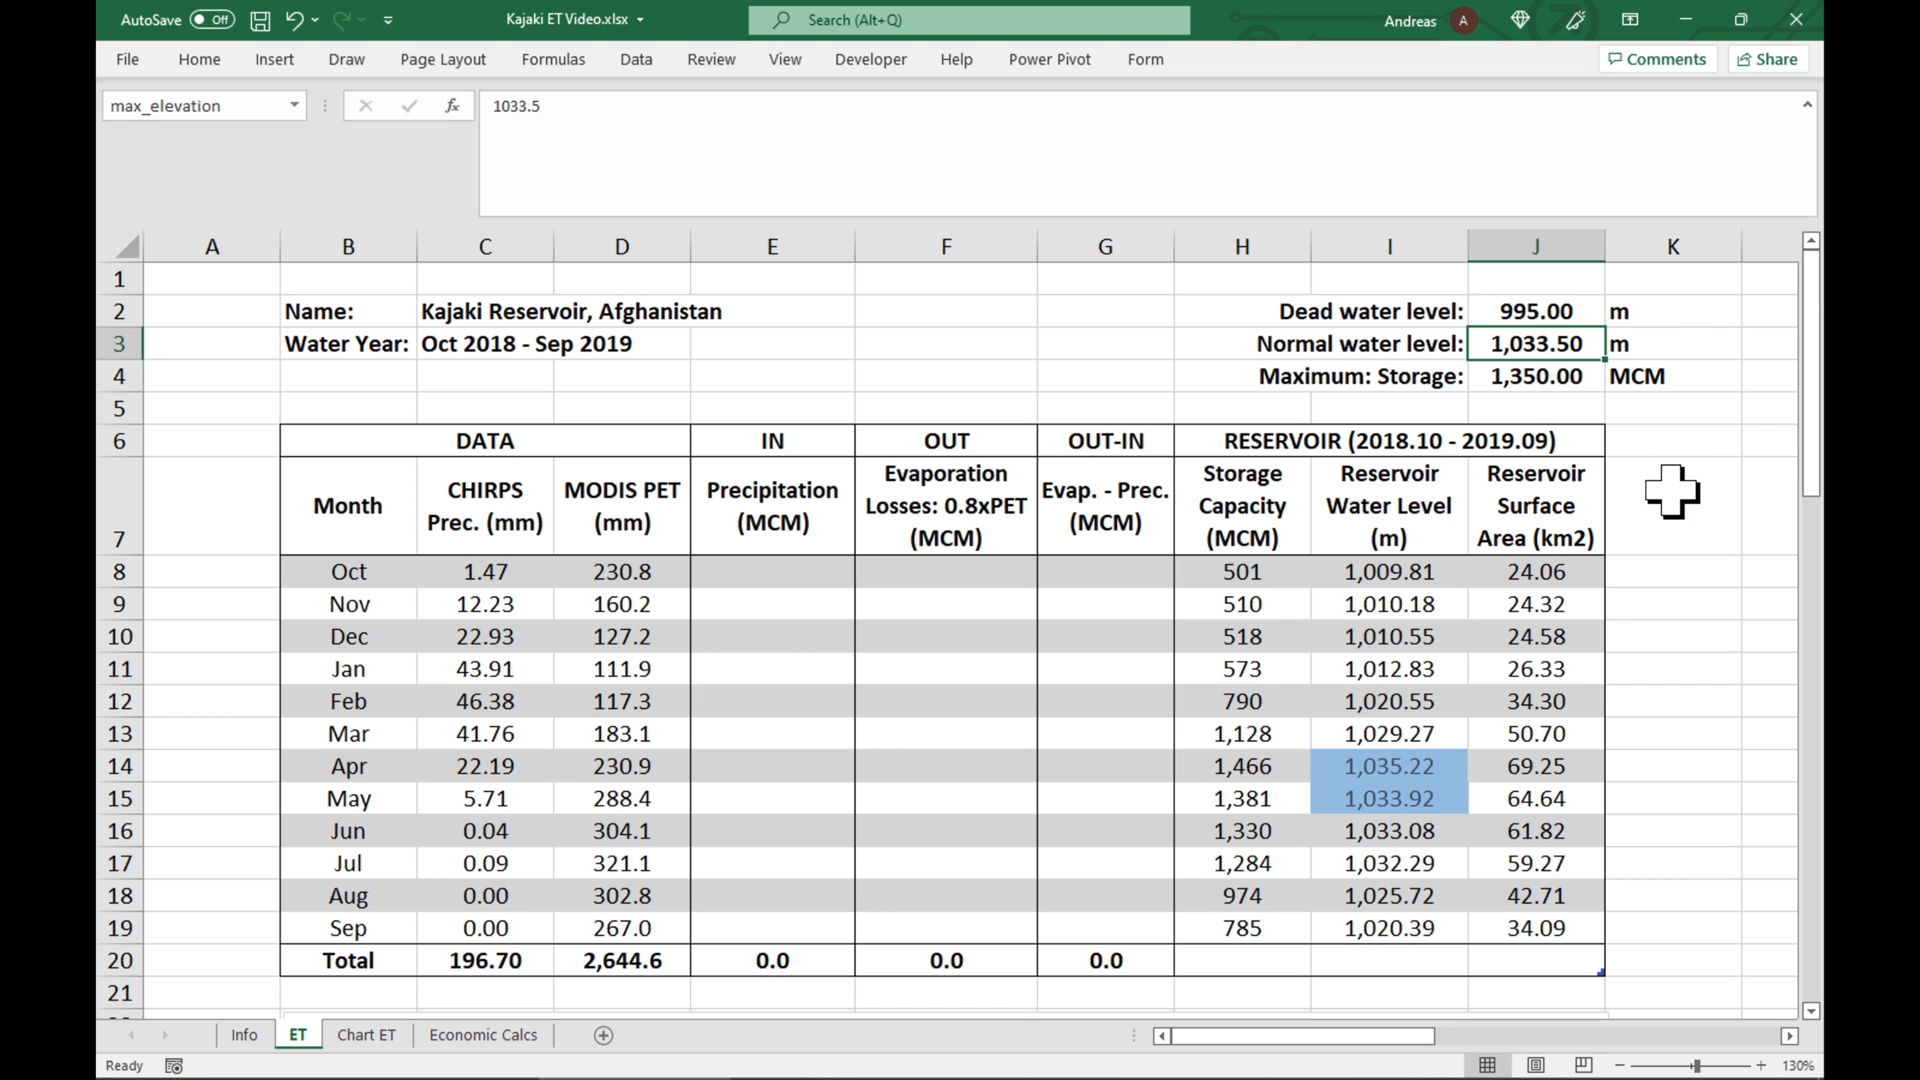 AutoSave Off Kajaki ET Video.xlsx Search (Alt+Q) Andreas A
File Home Insert Draw Page Layout Formulas Data Review View Developer Help Power Pivot Form Comments Share
max_elevation fx 1033.5
A B C D E F G H I J K
1
2 Name: Kajaki Reservoir, Afghanistan Dead water level: 995.00 m
3 Water Year: Oct 2018 - Sep 2019 Normal water level: 1,033.50 m
4 Maximum: Storage: 1,350.00 MCM
5
6 DATA IN OUT OUT-IN RESERVOIR (2018.10 - 2019.09)
7 Month CHIRPS Prec. (mm) MODIS PET (mm) Precipitation (MCM) Evaporation Losses: 0.8xPET (MCM) Evap. - Prec. (MCM) Storage Capacity (MCM) Reservoir Water Level (m) Reservoir Surface Area (km2)
8 Oct 1.47 230.8 501 1,009.81 24.06
9 Nov 12.23 160.2 510 1,010.18 24.32
10 Dec 22.93 127.2 518 1,010.55 24.58
11 Jan 43.91 111.9 573 1,012.83 26.33
12 Feb 46.38 117.3 790 1,020.55 34.30
13 Mar 41.76 183.1 1,128 1,029.27 50.70
14 Apr 22.19 230.9 1,466 1,035.22 69.25
15 May 5.71 288.4 1,381 1,033.92 64.64
16 Jun 0.04 304.1 1,330 1,033.08 61.82
17 Jul 0.09 321.1 1,284 1,032.29 59.27
18 Aug 0.00 302.8 974 1,025.72 42.71
19 Sep 0.00 267.0 785 1,020.39 34.09
20 Total 196.70 2,644.6 0.0 0.0 0.0
21
Info ET Chart ET Economic Calcs
Ready 130%